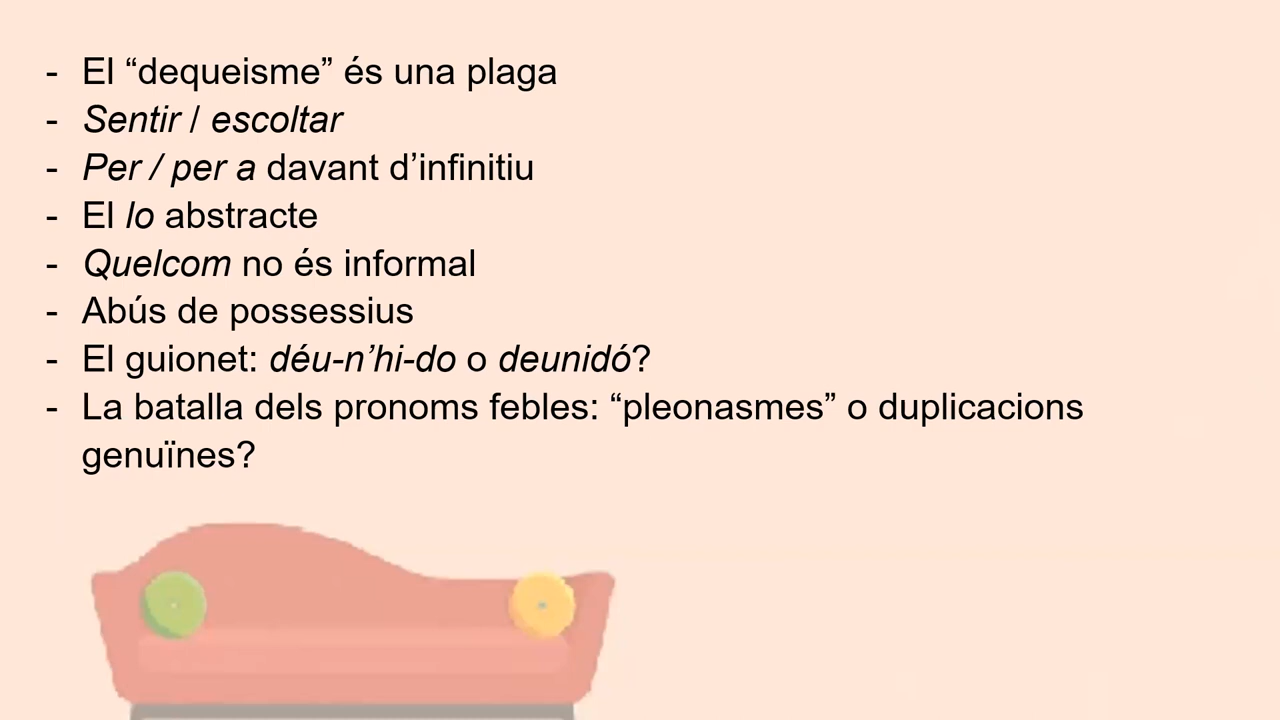 - El “dequeisme” és una plaga
- Sentir / escoltar
- Per / per a davant d’infinitiu
- El lo abstracte
- Quelcom no és informal
- Abús de possessius
- El guionet: déu-n’hi-do o deunidó?
- La batalla dels pronoms febles: “pleonasmes” o duplicacions
genuïnes?